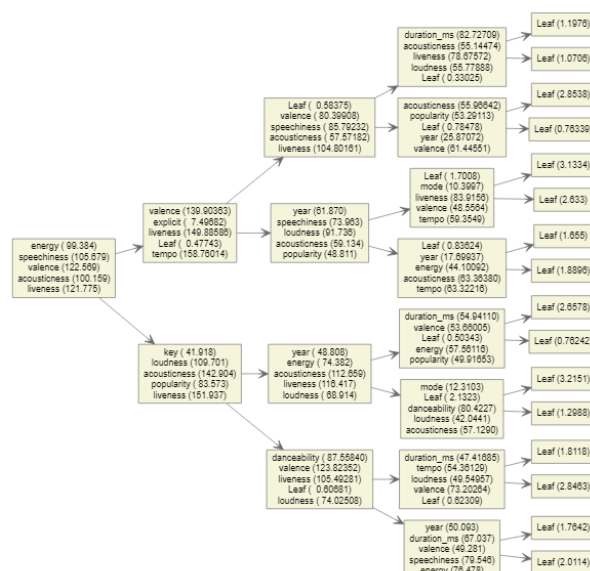 energy ( 99.384)
speechiness (105.679)
valence (122.569)
acousticness (100.159)
liveness (121.775)
valence (139.90363)
explicit ( 7.49682)
liveness (149.88586)
Leaf ( 0.47743)
tempo (158.76014)
key ( 41.918)
loudness (109.701)
acousticness (142.904)
popularity ( 83.573)
liveness (151.937)
Leaf ( 0.58375)
valence ( 80.39908)
speechiness ( 85.79232)
acousticness ( 57.57182)
liveness (104.80161)
year (61.870)
speechiness (73.963)
loudness (91.736)
acousticness (59.134)
popularity (48.811)
year ( 48.808)
energy ( 74.382)
acousticness (112.659)
liveness (116.417)
loudness ( 68.914)
danceability ( 87.55840)
valence (123.82352)
liveness (105.49281)
Leaf ( 0.60681)
loudness ( 74.02508)
duration_ms (82.72709)
acousticness (55.14474)
liveness (78.67572)
loudness (55.77888)
Leaf ( 0.33025)
acousticness (55.96642)
popularity (53.29113)
Leaf ( 0.78478)
year (25.87072)
valence (61.44551)
Leaf ( 1.7008)
mode (10.3997)
liveness (83.9156)
valence (48.5564)
tempo (59.3549)
Leaf ( 0.83624)
year (17.69937)
energy (44.10092)
acousticness (63.36380)
tempo (63.32216)
duration_ms (54.94110)
valence (53.66005)
Leaf ( 0.50343)
energy (57.56116)
popularity (49.91663)
mode (12.3103)
Leaf ( 2.1323)
danceability (80.4227)
loudness (42.0441)
acousticness (57.1290)
duration_ms (47.41685)
tempo (54.36129)
loudness (49.54957)
valence (73.20264)
Leaf ( 0.62309)
year (50.093)
duration_ms (67.037)
valence (49.281)
speechiness (79.546)
energy (76.478)
Leaf (1.1976)
Leaf (1.0706)
Leaf (2.8538)
Leaf (0.76339)
Leaf (3.1334)
Leaf (2.633)
Leaf (1.655)
Leaf (1.8896)
Leaf (2.6578)
Leaf (0.76242)
Leaf (3.2151)
Leaf (1.2988)
Leaf (1.8118)
Leaf (2.8463)
Leaf (1.7642)
Leaf (2.0114)